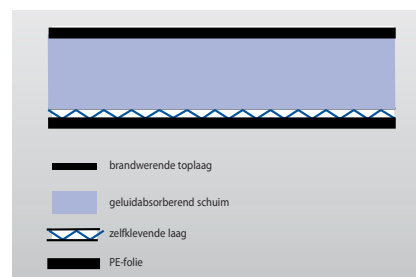 brandwerende toplaag
geluidabsorberend schuim
zelfklevende laag
PE-folie